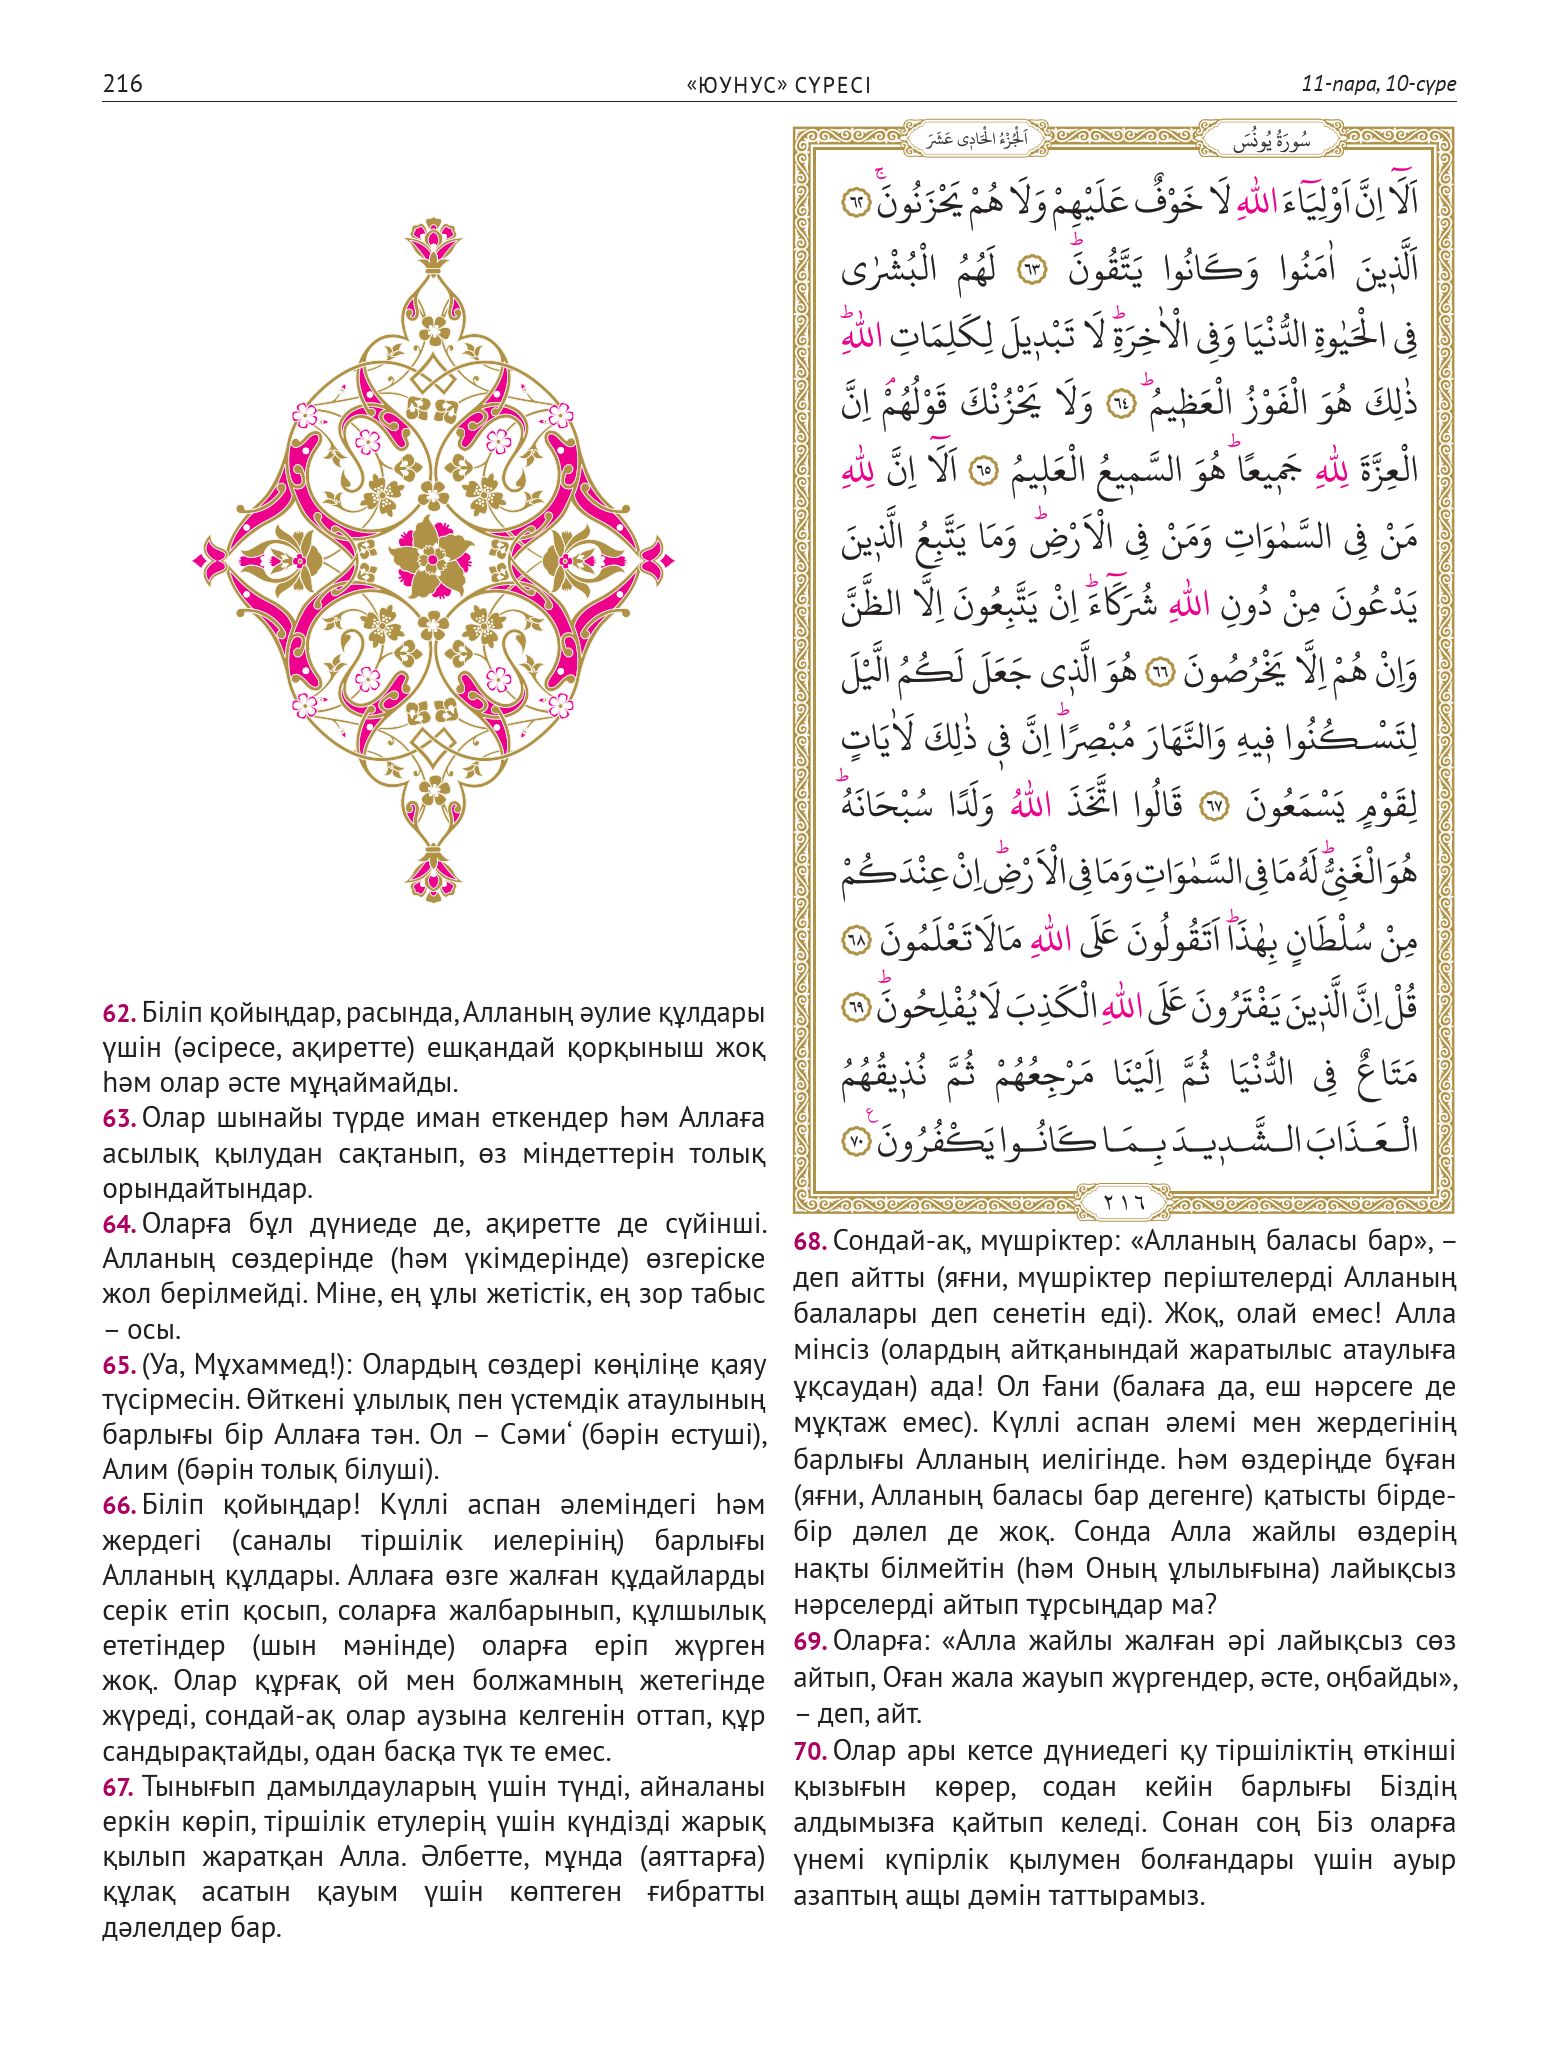 216
«ЮУНУС» СҮРЕСІ
11-пара, 10-сүре
اَلْجُزْءُ الْحَادٖى عَشَرَ
سُورَةُ يُونُسَ
اَلَٓا اِنَّ اَوْلِيَٓاءَ اللّٰهِ لَا خَوْفٌ عَلَيْهِمْ وَلَا هُمْ يَحْزَنُونَۚ ﴿٦٢﴾
اَلَّذٖينَ اٰمَنُوا وَكَانُوا يَتَّقُونَؕ ﴿٦٣﴾ لَهُمُ الْبُشْرٰى
فِى الْحَيٰوةِ الدُّنْيَا وَفِى الْاٰخِرَةِؕ لَا تَبْدٖيلَ لِكَلِمَاتِ اللّٰهِؕ
ذٰلِكَ هُوَ الْفَوْزُ الْعَظٖيمُؕ ﴿٦٤﴾ وَلَا يَحْزُنْكَ قَوْلُهُمْۘ اِنَّ
الْعِزَّةَ لِلّٰهِ جَمٖيعًاؕ هُوَ السَّمٖيعُ الْعَلٖيمُ ﴿٦٥﴾ اَلَٓا اِنَّ لِلّٰهِ
مَنْ فِى السَّمٰوَاتِ وَمَنْ فِى الْاَرْضِؕ وَمَا يَتَّبِعُ الَّذٖينَ
يَدْعُونَ مِنْ دُونِ اللّٰهِ شُرَكَٓاءَؕ اِنْ يَتَّبِعُونَ اِلَّا الظَّنَّ
وَاِنْ هُمْ اِلَّا يَخْرُصُونَ ﴿٦٦﴾ هُوَ الَّذٖى جَعَلَ لَكُمُ الَّيْلَ
لِتَسْكُنُوا فٖيهِ وَالنَّهَارَ مُبْصِرًاؕ اِنَّ فٖى ذٰلِكَ لَاٰيَاتٍ
لِقَوْمٍ يَسْمَعُونَ ﴿٦٧﴾ قَالُوا اتَّخَذَ اللّٰهُ وَلَدًا سُبْحَانَهُؕ
هُوَ الْغَنِىُّؕ لَهُ مَا فِى السَّمٰوَاتِ وَمَا فِى الْاَرْضِؕ اِنْ عِنْدَكُمْ
مِنْ سُلْطَانٍ بِهٰذَاؕ اَتَقُولُونَ عَلَى اللّٰهِ مَالَا تَعْلَمُونَ ﴿٦٨﴾
قُلْ اِنَّ الَّذٖينَ يَفْتَرُونَ عَلَى اللّٰهِ الْكَذِبَ لَا يُفْلِحُونَؕ ﴿٦٩﴾
مَتَاعٌ فِى الدُّنْيَا ثُمَّ اِلَيْنَا مَرْجِعُهُمْ ثُمَّ نُذٖيقُهُمُ
الْعَذَابَ الشَّدٖيدَ بِمَا كَانُوا يَكْفُرُونَ ع ﴿٧٠﴾
٢١٦
62. Біліп қойыңдар, расында, Алланың әулие құлдары
үшін (әсіресе, ақиретте) ешқандай қорқыныш жоқ
һәм олар әсте мұңаймайды.
63. Олар шынайы түрде иман еткендер һәм Аллаға
асылық қылудан сақтанып, өз міндеттерін толық
орындайтындар.
64. Оларға бұл дүниеде де, ақиретте де сүйінші.
Алланың сөздерінде (һәм үкімдерінде) өзгеріске
жол берілмейді. Міне, ең ұлы жетістік, ең зор табыс
– осы.
65. (Уа, Мұхаммед!): Олардың сөздері көңіліңе қаяу
түсірмесін. Өйткені ұлылық пен үстемдік атаулының
барлығы бір Аллаға тән. Ол – Сәми‘ (бәрін естуші),
Алим (бәрін толық білуші).
66. Біліп қойыңдар! Күллі аспан әлеміндегі һәм
жердегі (саналы тіршілік иелерінің) барлығы
Алланың құлдары. Аллаға өзге жалған құдайларды
серік етіп қосып, соларға жалбарынып, құлшылық
ететіндер (шын мәнінде) оларға еріп жүрген
жоқ. Олар құрғақ ой мен болжамның жетегінде
жүреді, сондай-ақ олар аузына келгенін оттап, құр
сандырақтайды, одан басқа түк те емес.
67. Тынығып дамылдауларың үшін түнді, айналаны
еркін көріп, тіршілік етулерің үшін күндізді жарық
қылып жаратқан Алла. Әлбетте, мұнда (аяттарға)
құлақ асатын қауым үшін көптеген ғибратты
дәлелдер бар.
68. Сондай-ақ, мүшріктер: «Алланың баласы бар», –
деп айтты (яғни, мүшріктер періштелерді Алланың
балалары деп сенетін еді). Жоқ, олай емес! Алла
мінсіз (олардың айтқанындай жаратылыс атаулыға
ұқсаудан) ада! Ол Ғани (балаға да, еш нәрсеге де
мұқтаж емес). Күллі аспан әлемі мен жердегінің
барлығы Алланың иелігінде. Һәм өздеріңде бұған
(яғни, Алланың баласы бар дегенге) қатысты бірде-
бір дәлел де жоқ. Сонда Алла жайлы өздерің
нақты білмейтін (һәм Оның ұлылығына) лайықсыз
нәрселерді айтып тұрсыңдар ма?
69. Оларға: «Алла жайлы жалған әрі лайықсыз сөз
айтып, Оған жала жауып жүргендер, әсте, оңбайды»,
– деп, айт.
70. Олар ары кетсе дүниедегі қу тіршіліктің өткінші
қызығын көрер, содан кейін барлығы Біздің
алдымызға қайтып келеді. Сонан соң Біз оларға
үнемі күпірлік қылумен болғандары үшін ауыр
азаптың ащы дәмін таттырамыз.